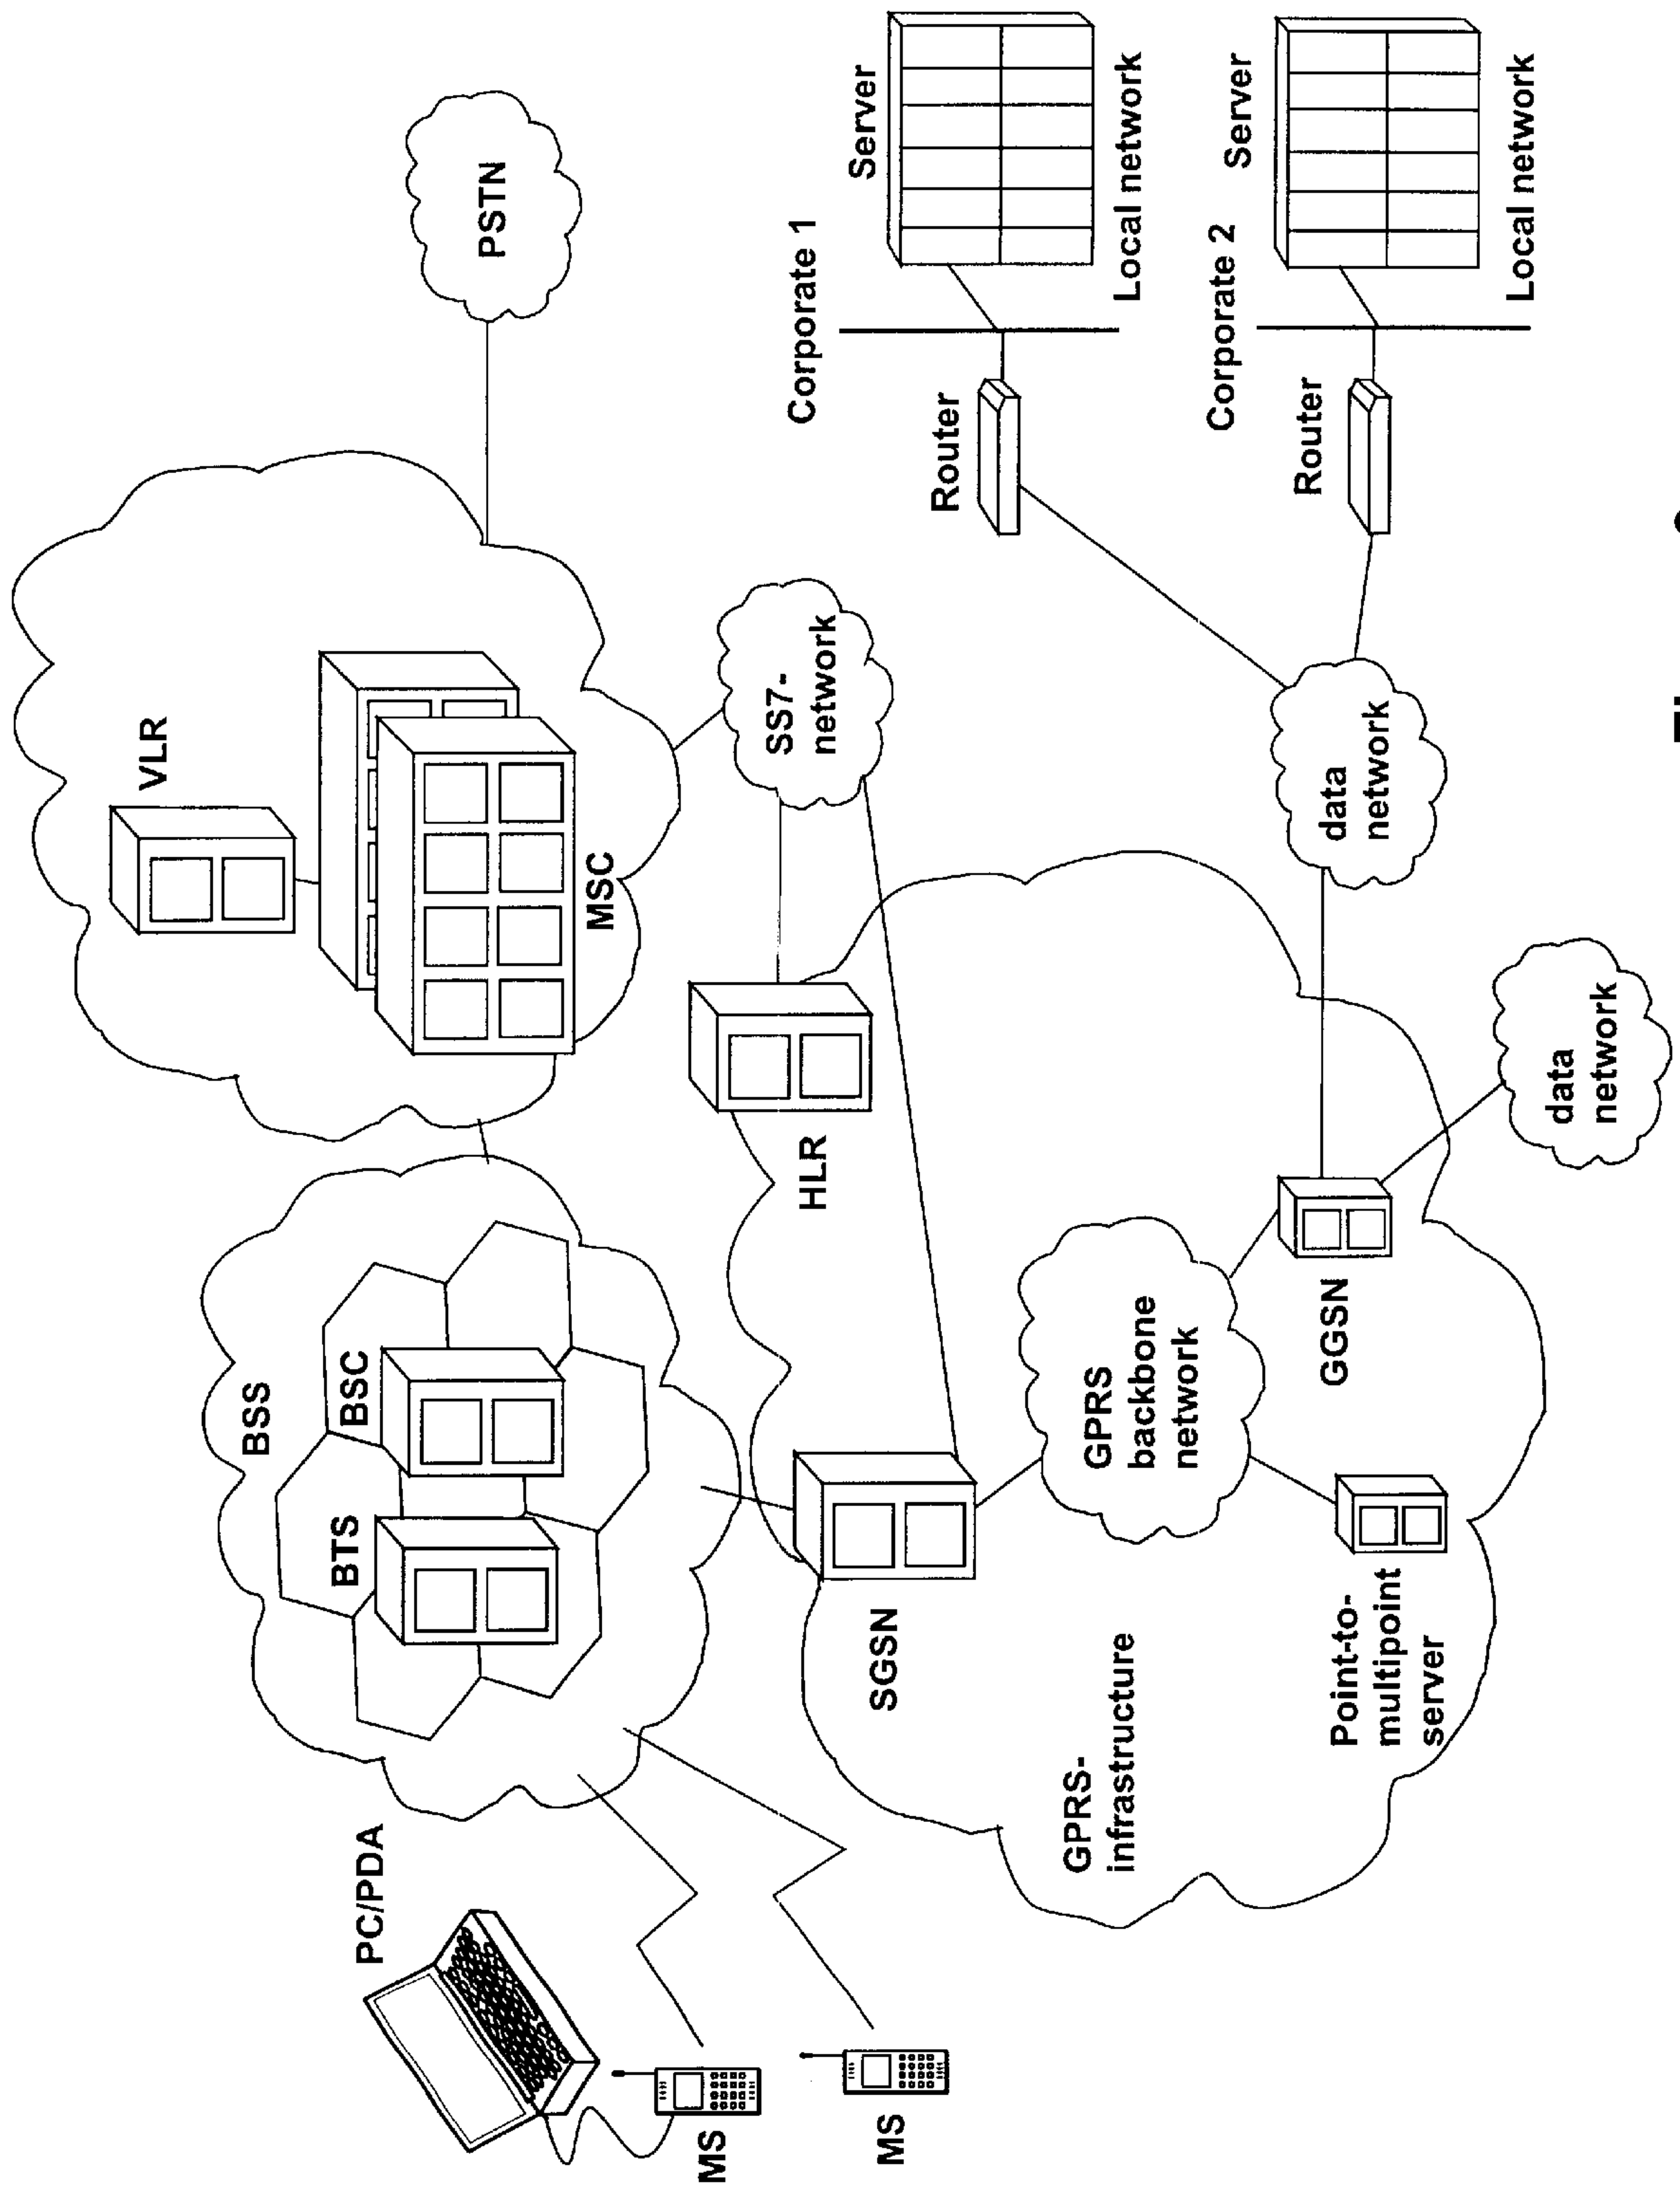 PC/PDA
MS
MS
BSS
BTS
BSC
VLR
MSC
PSTN
SS7-
network
HLR
SGSN
GPRS-
infrastructure
GPRS
backbone
network
Point-to-
multipoint
server
GGSN
data
network
data
network
Router
Corporate 1
Server
Local network
Router
Corporate 2
Server
Local network